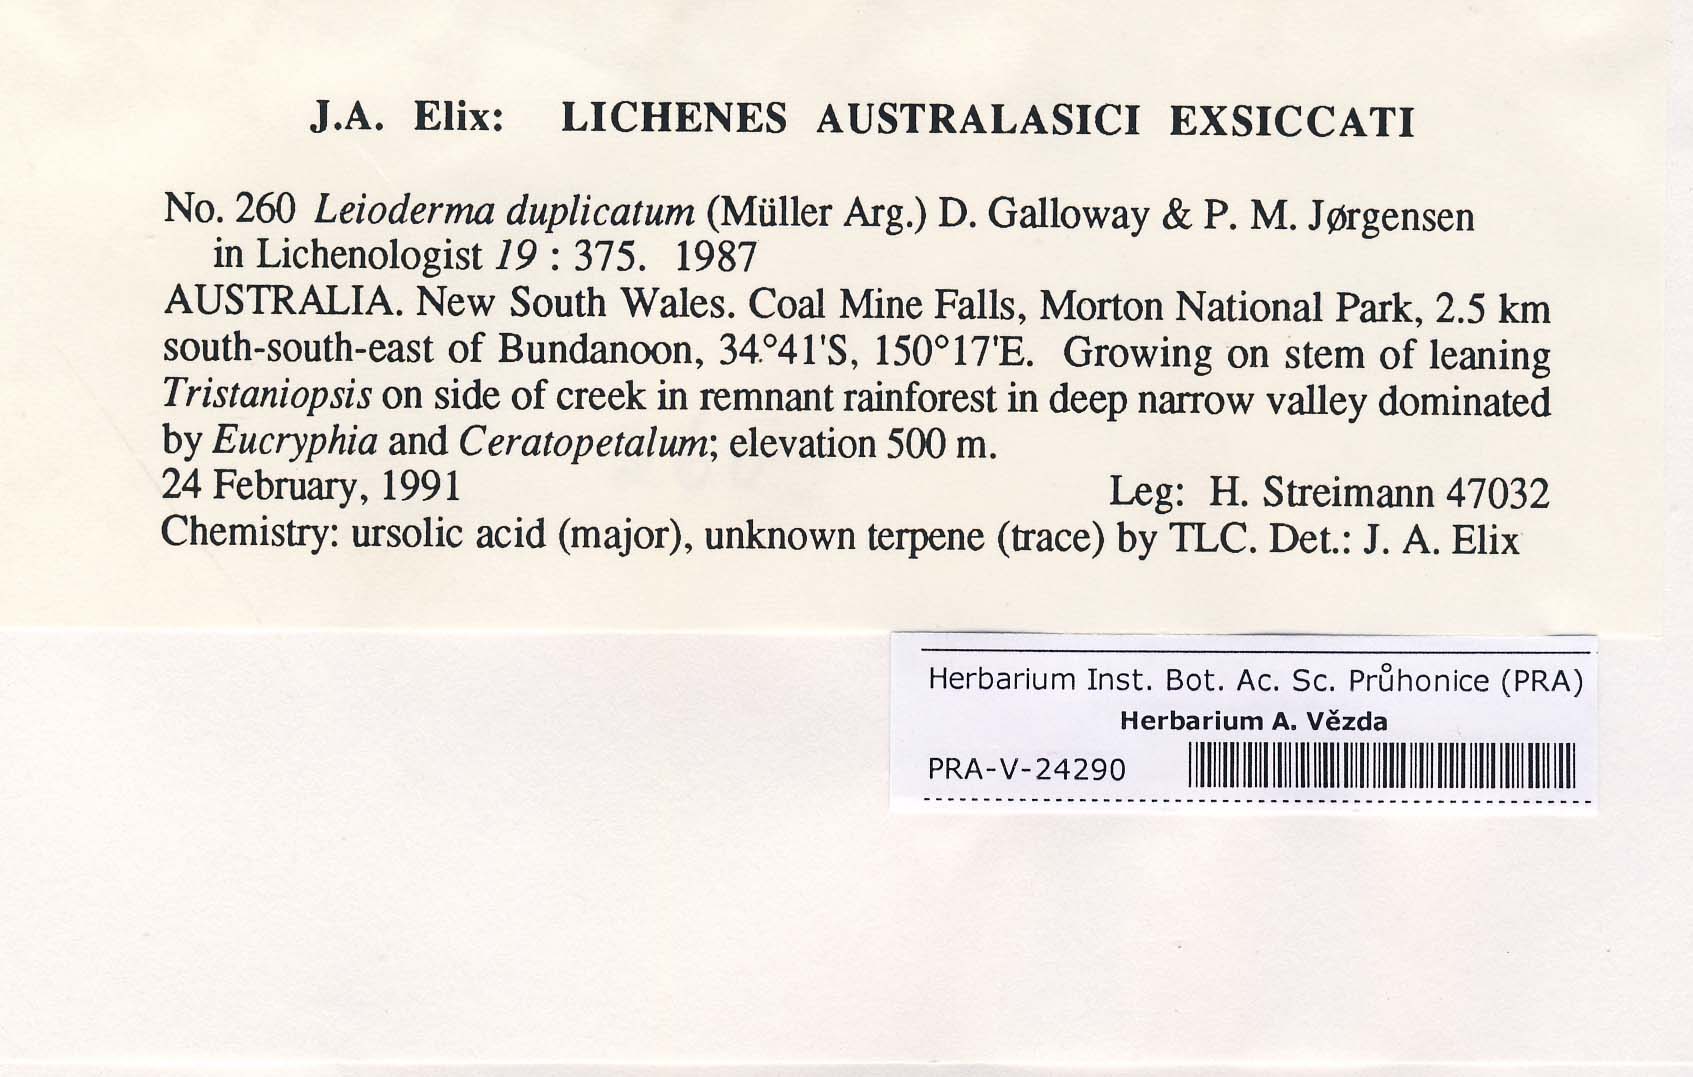 J.A. Elix: LICHENES AUSTRALASICI EXSICCATI
No. 260 Leioderma duplicatum (Müller Arg.) D. Galloway & P. M. Jørgensen
in Lichenologist 19 : 375. 1987
AUSTRALIA. New South Wales. Coal Mine Falls, Morton National Park, 2.5 km
south-south-east of Bundanoon, 34°41'S, 150°17'E. Growing on stem of leaning
Tristaniopsis on side of creek in remnant rainforest in deep narrow valley dominated
by Eucryphia and Ceratopetalum; elevation 500 m.
24 February, 1991 Leg: H. Streimann 47032
Chemistry: ursolic acid (major), unknown terpene (trace) by TLC. Det.: J. A. Elix
Herbarium Inst. Bot. Ac. Sc. Průhonice (PRA)
Herbarium A. Vězda
PRA-V-24290